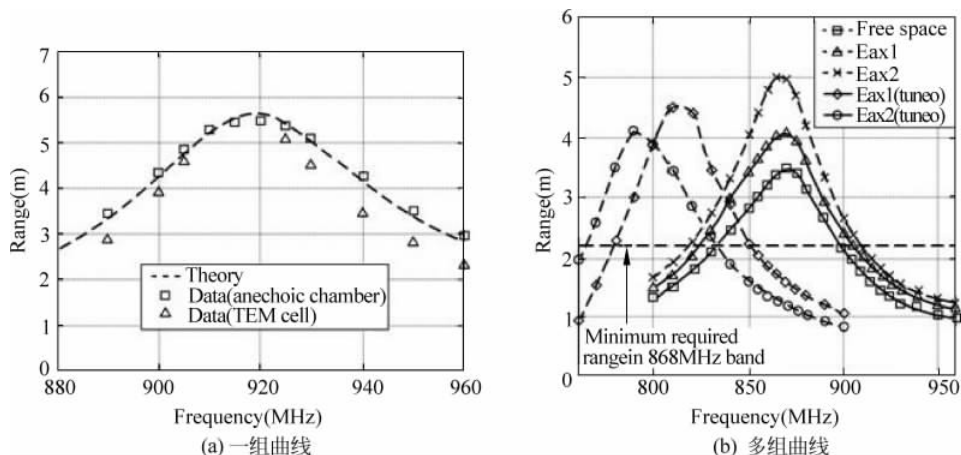 Range(m)
7
6
5
4
3
2
1
0
880
900
920
940
960
Theory
Data(anechoic chamber)
Data(TEM cell)
Frequency(MHz)
(a) 一组曲线
Range(m)
6
5
4
3
2
1
0
800
850
900
950
Free space
Eax1
Eax2
Eax1(tuneo)
Eax2(tuneo)
Minimum required
rangein 868MHz band
Frequency(MHz)
(b) 多组曲线